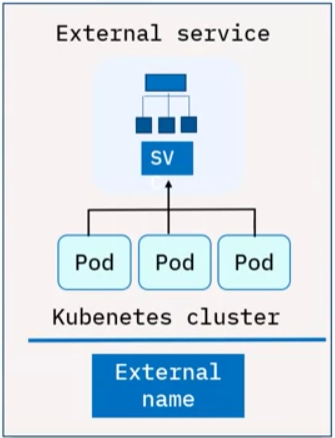 External service
SV
Pod Pod Pod
Kubenetes cluster
External
name